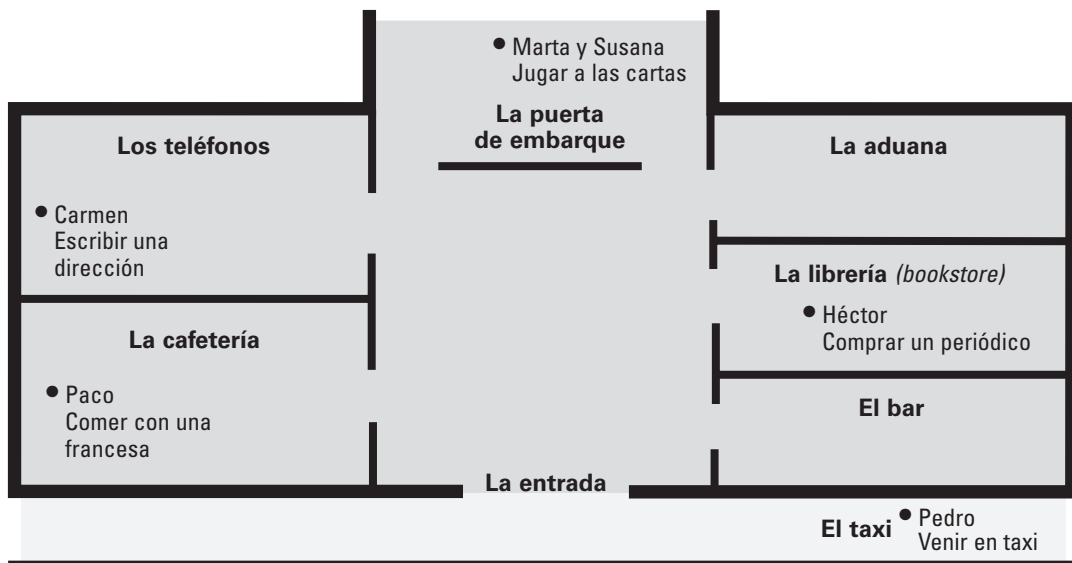 ● Marta y Susana
Jugar a las cartas
La puerta
de embarque
Los teléfonos
● Carmen
Escribir una
dirección
La cafetería
● Paco
Comer con una
francesa
La aduana
La librería (bookstore)
● Héctor
Comprar un periódico
El bar
La entrada
El taxi ● Pedro
Venir en taxi